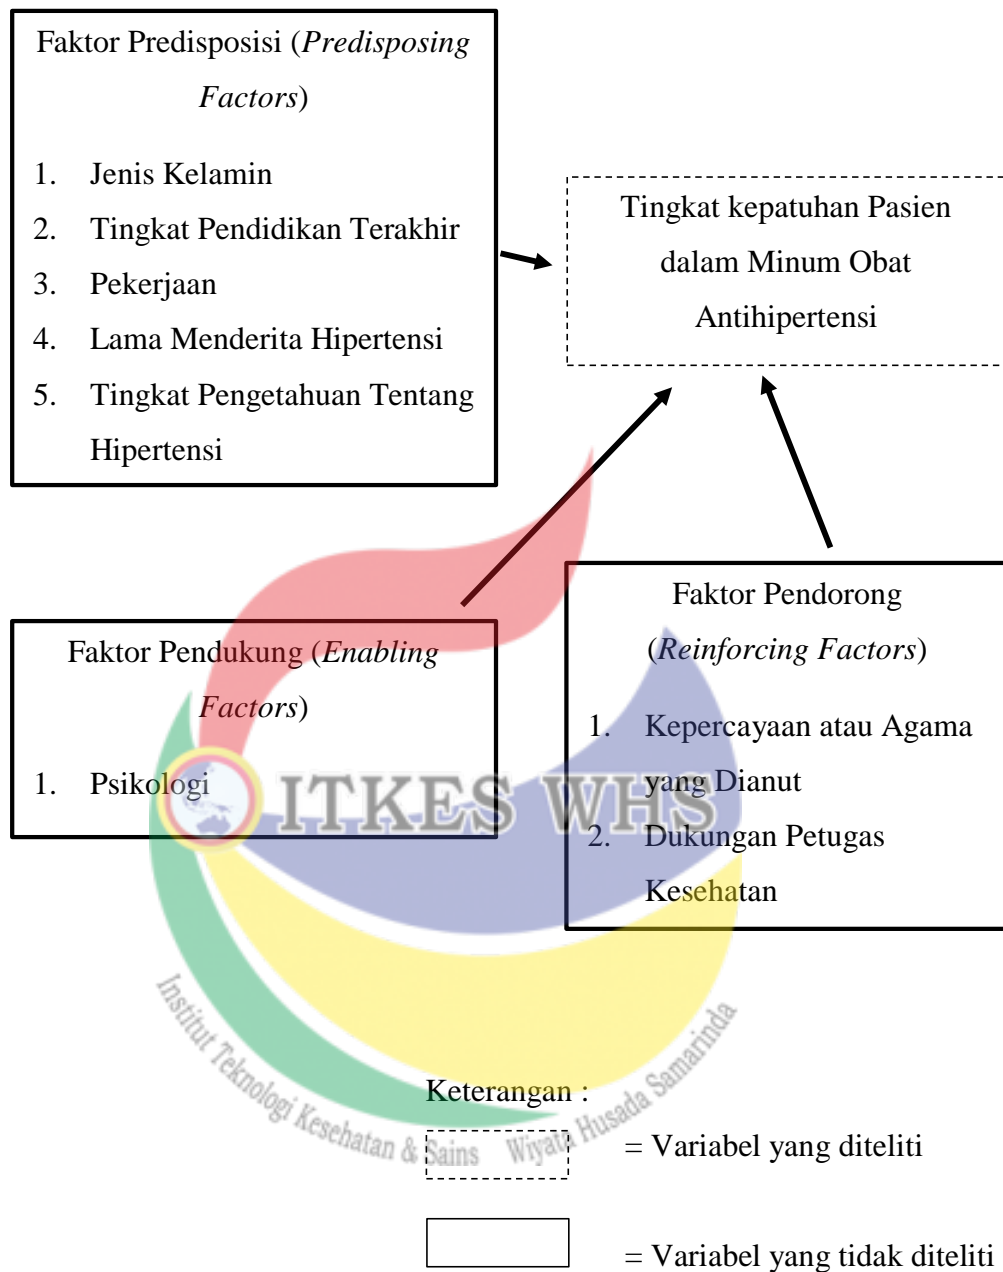 Faktor Predisposisi (Predisposing
Factors)
1. Jenis Kelamin
2. Tingkat Pendidikan Terakhir
3. Pekerjaan
4. Lama Menderita Hipertensi
5. Tingkat Pengetahuan Tentang
Hipertensi
Tingkat kepatuhan Pasien
dalam Minum Obat
Antihipertensi
Faktor Pendukung (Enabling
Factors)
1. Psikologi
Faktor Pendorong
(Reinforcing Factors)
1. Kepercayaan atau Agama
yang Dianut
2. Dukungan Petugas
Kesehatan
ITKES WHS
Institut Teknologi Kesehatan & Sains Wiyata Husada Samarinda
Keterangan :
= Variabel yang diteliti
= Variabel yang tidak diteliti